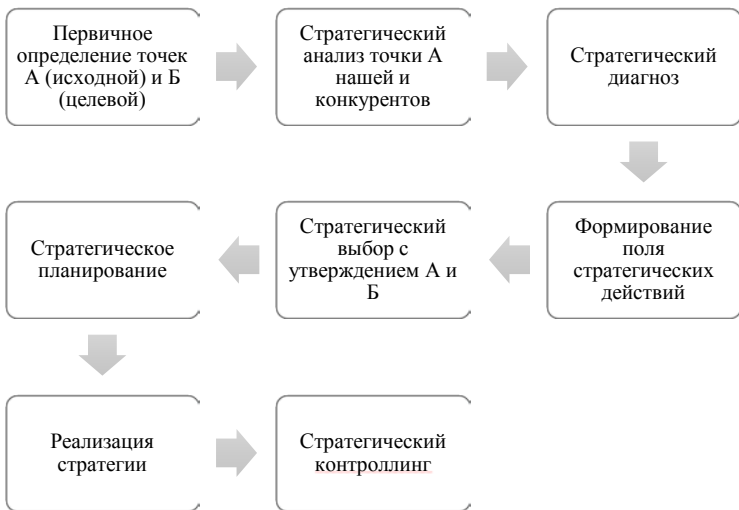 Первичное
определение точек
А (исходной) и Б
(целевой)
Стратегический
анализ точки А
нашей и
конкурентов
Стратегический
диагноз
Формирование
поля
стратегических
действий
Стратегический
выбор с
утверждением А и
Б
Стратегическое
планирование
Реализация
стратегии
Стратегический
контроллинг